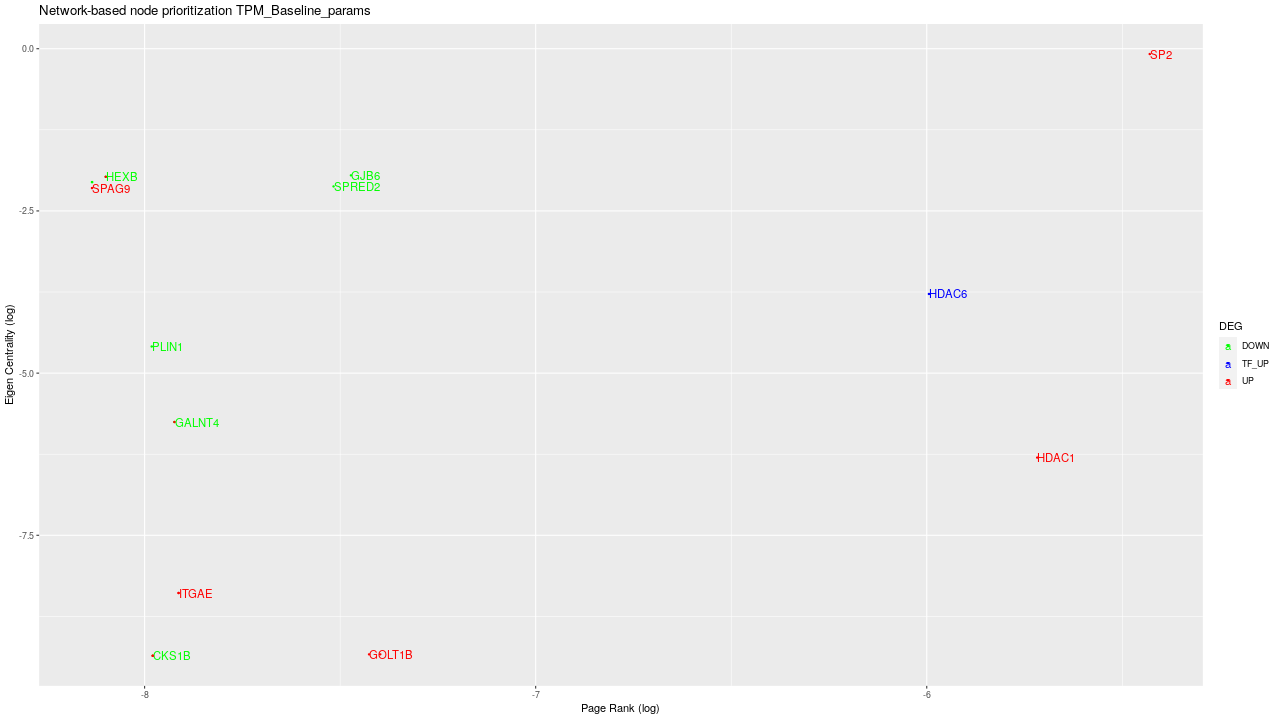 Network-based node prioritization TPM_Baseline_params
0.0
SP2
HEXB
GJB6
SPAG9
SPRED2
-2.5
HDAC6
Eigen Centrality (log)
DEG
DOWN
TF_UP
UP
PLIN1
-5.0
GALNT4
HDAC1
-7.5
ITGAE
CKS1B
GOLT1B
-8
-7
-6
Page Rank (log)